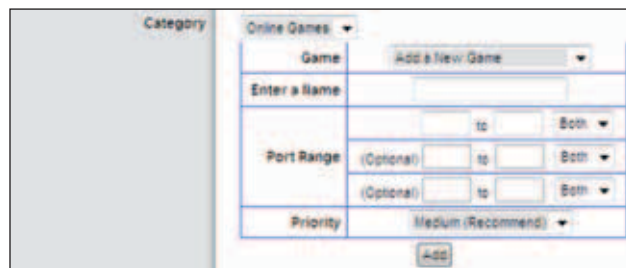 Category
Online Games
Game Add a New Game
Enter a Name
to Both
Port Range (Optional) to Both
(Optional) to Both
Priority Medium (Recommend)
Add